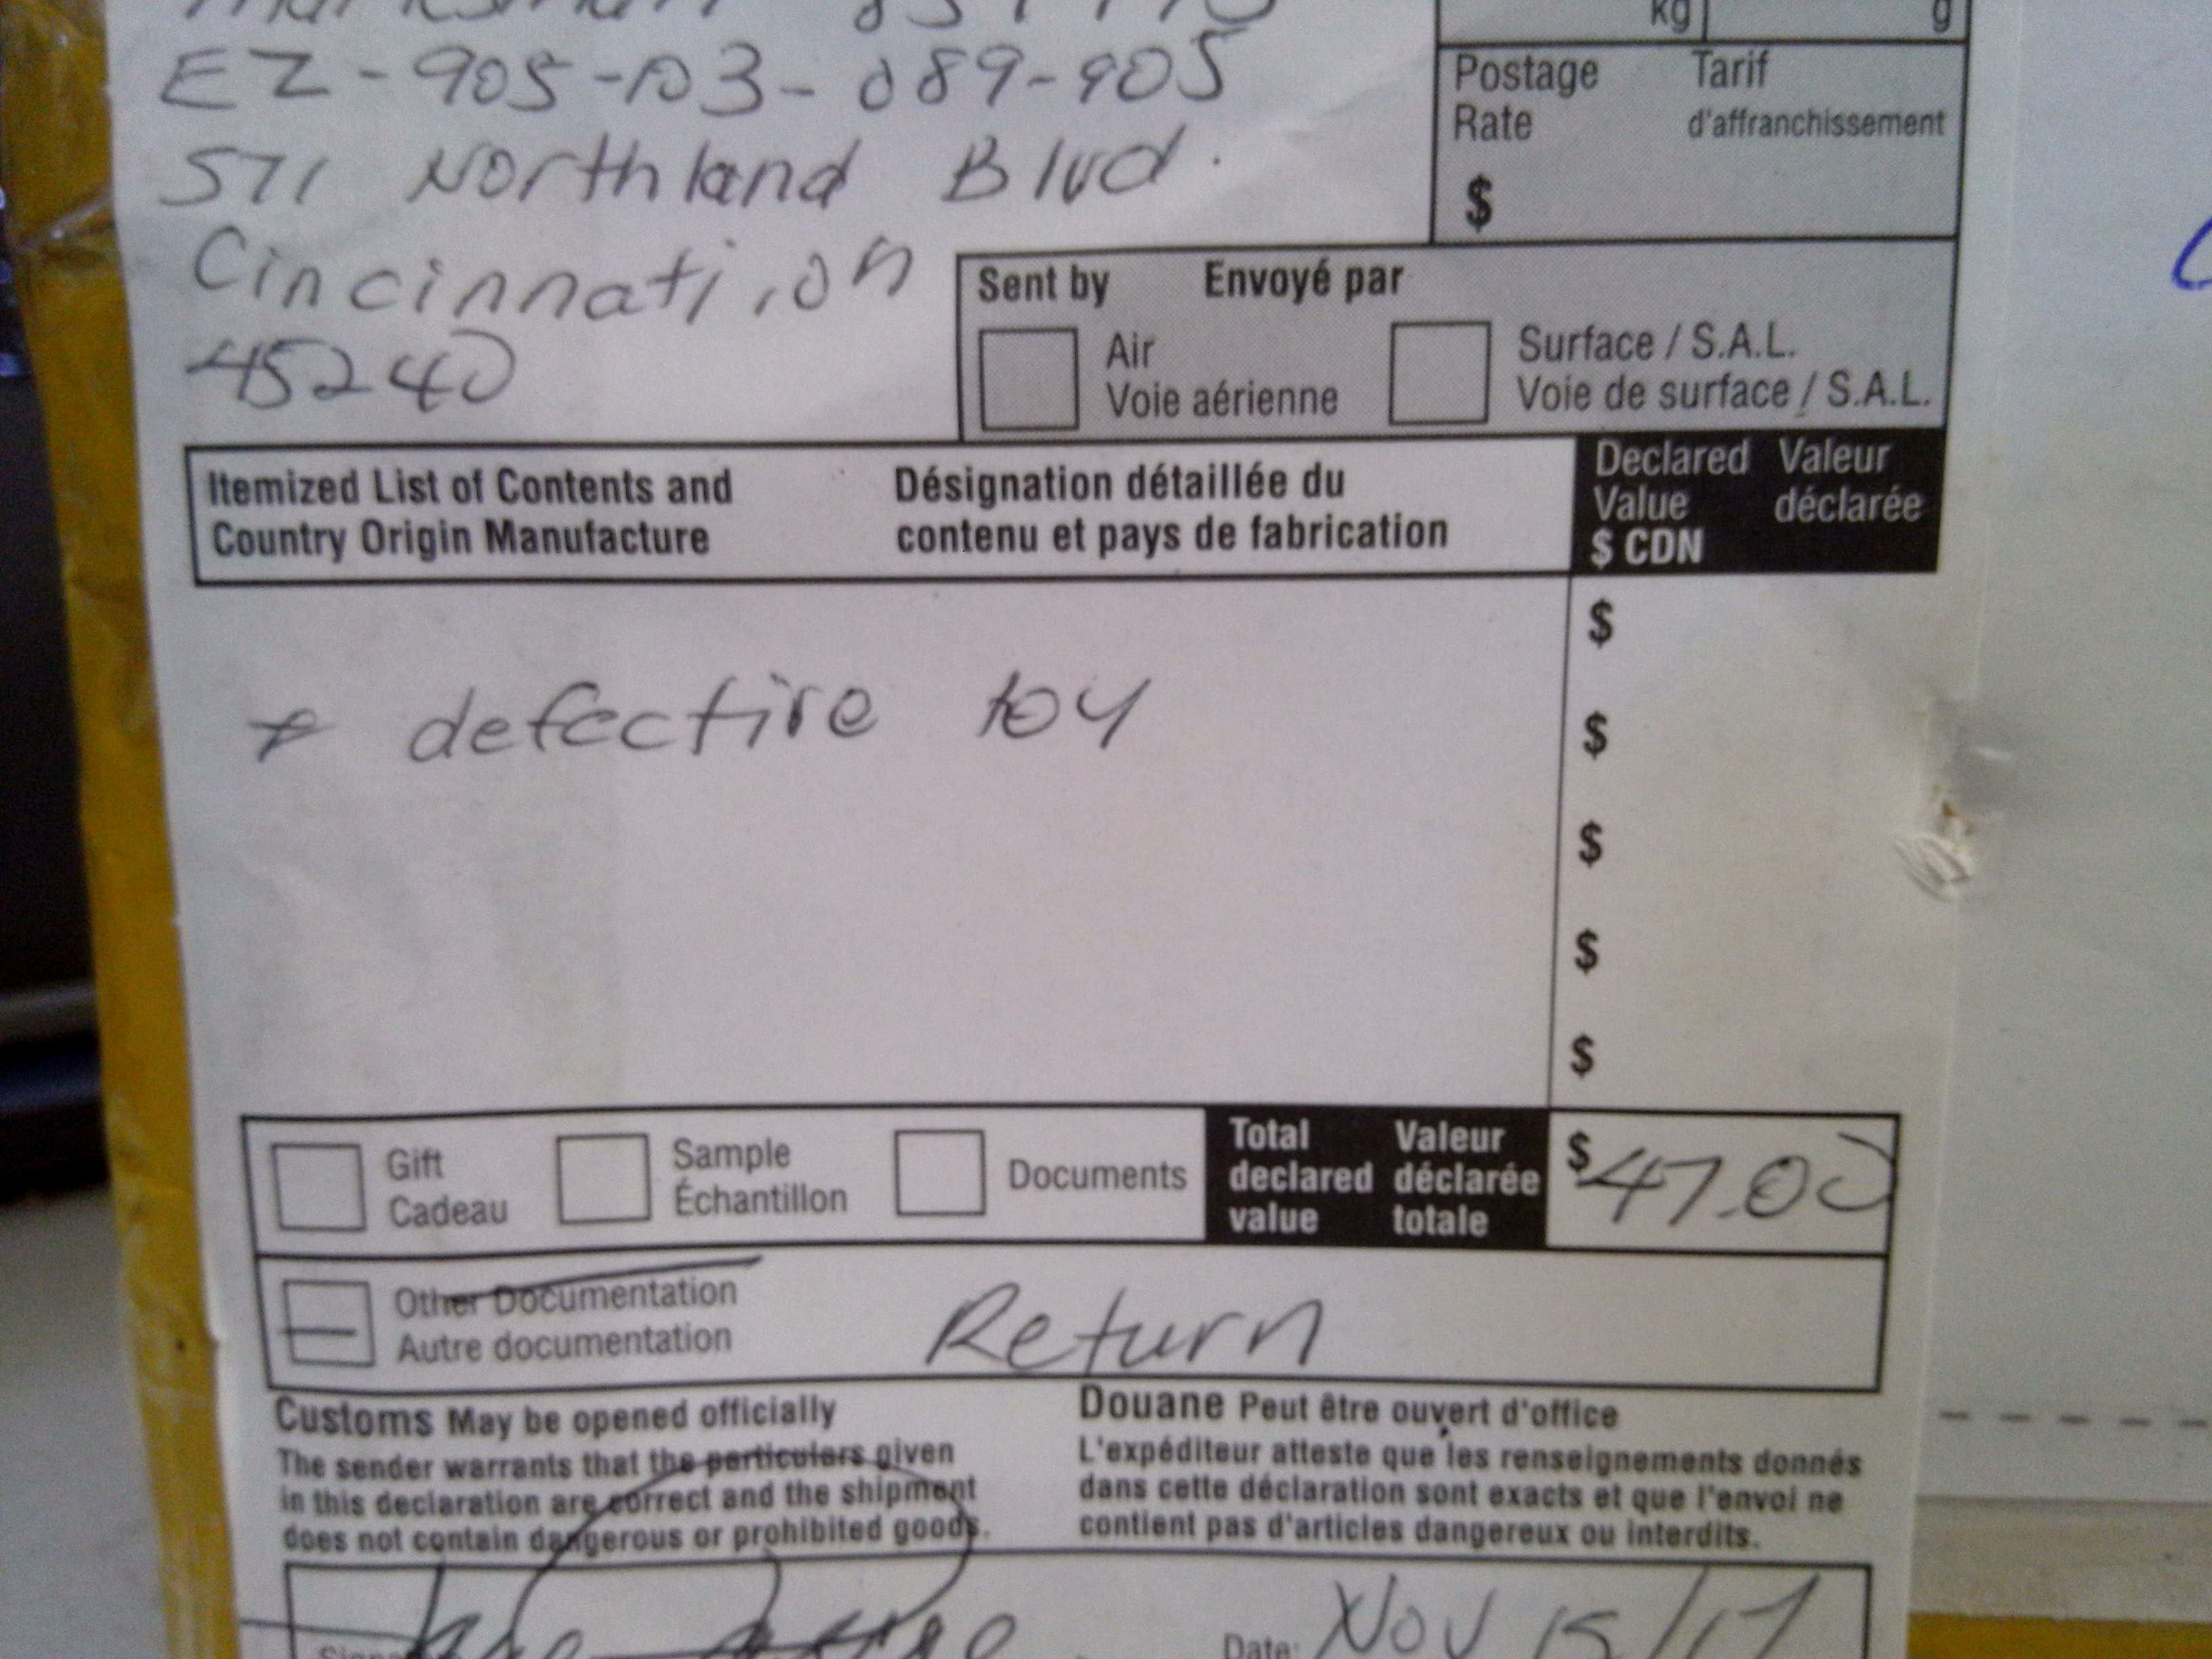 kg g
EZ-905-103-089-905
Postage Tarif
Rate d'affranchissement
$
571 Northland Blvd.
Cincinnati, oh
45240
Sent by Envoyé par
Air
Voie aérienne
Surface / S.A.L.
Voie de surface / S.A.L.
Itemized List of Contents and
Country Origin Manufacture
Désignation détaillée du
contenu et pays de fabrication
Declared Valeur
Value déclarée
$ CDN
$
* defective toy
$
$
$
$
Gift
Cadeau
Sample
Échantillon
Documents
Total Valeur
declared déclarée
value totale
$47.00
Other Documentation
Autre documentation
Return
Customs May be opened officially
The sender warrants that the particulars given
in this declaration are correct and the shipment
does not contain dangerous or prohibited goods.
Douane Peut être ouvert d'office
L'expéditeur atteste que les renseignements donnés
dans cette déclaration sont exacts et que l'envoi ne
contient pas d'articles dangereux ou interdits.
Date: Nov 15/17